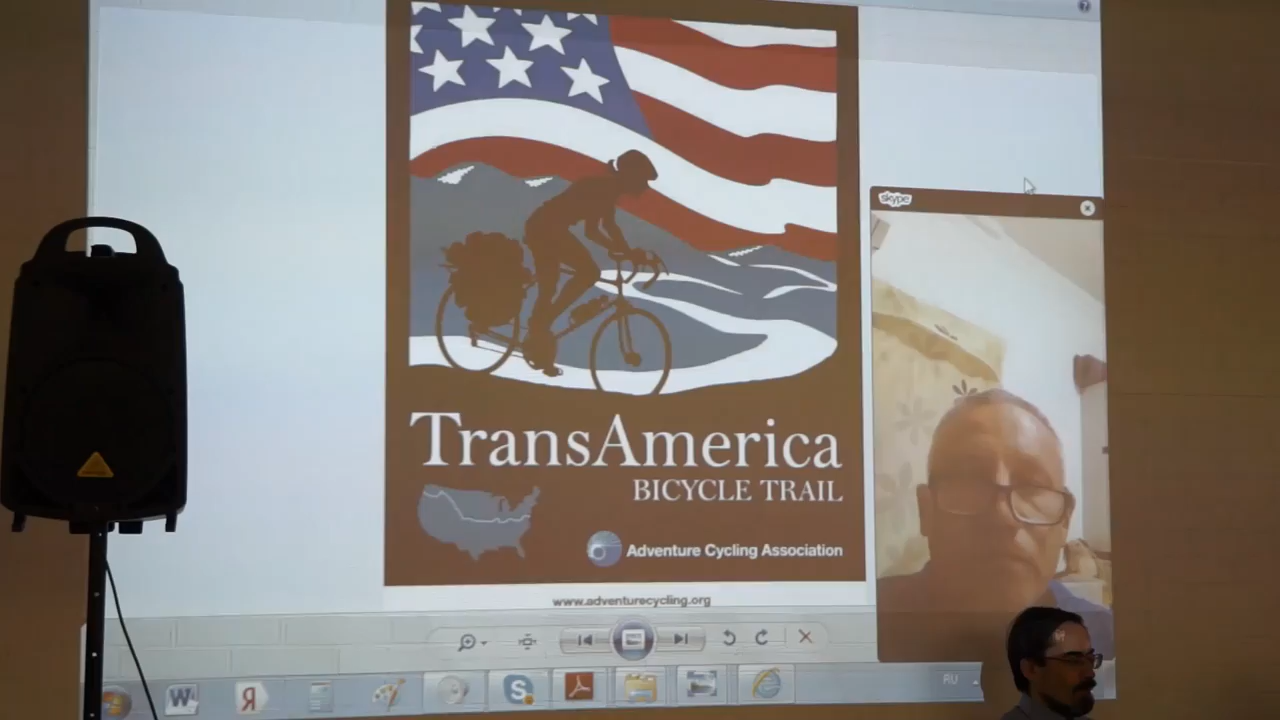 skype
TransAmerica
BICYCLE TRAIL
Adventure Cycling Association
www.adventurecycling.org
W
Я
S
RU